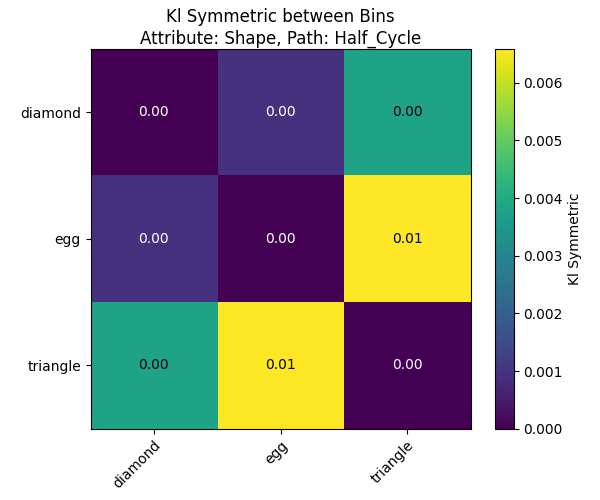 Kl Symmetric between Bins
Attribute: Shape, Path: Half_Cycle
diamond
0.00 0.00 0.00
egg
0.00 0.00 0.01
triangle
0.00 0.01 0.00
diamond
egg
triangle
0.006
0.005
0.004
0.003
0.002
0.001
0.000
Kl Symmetric